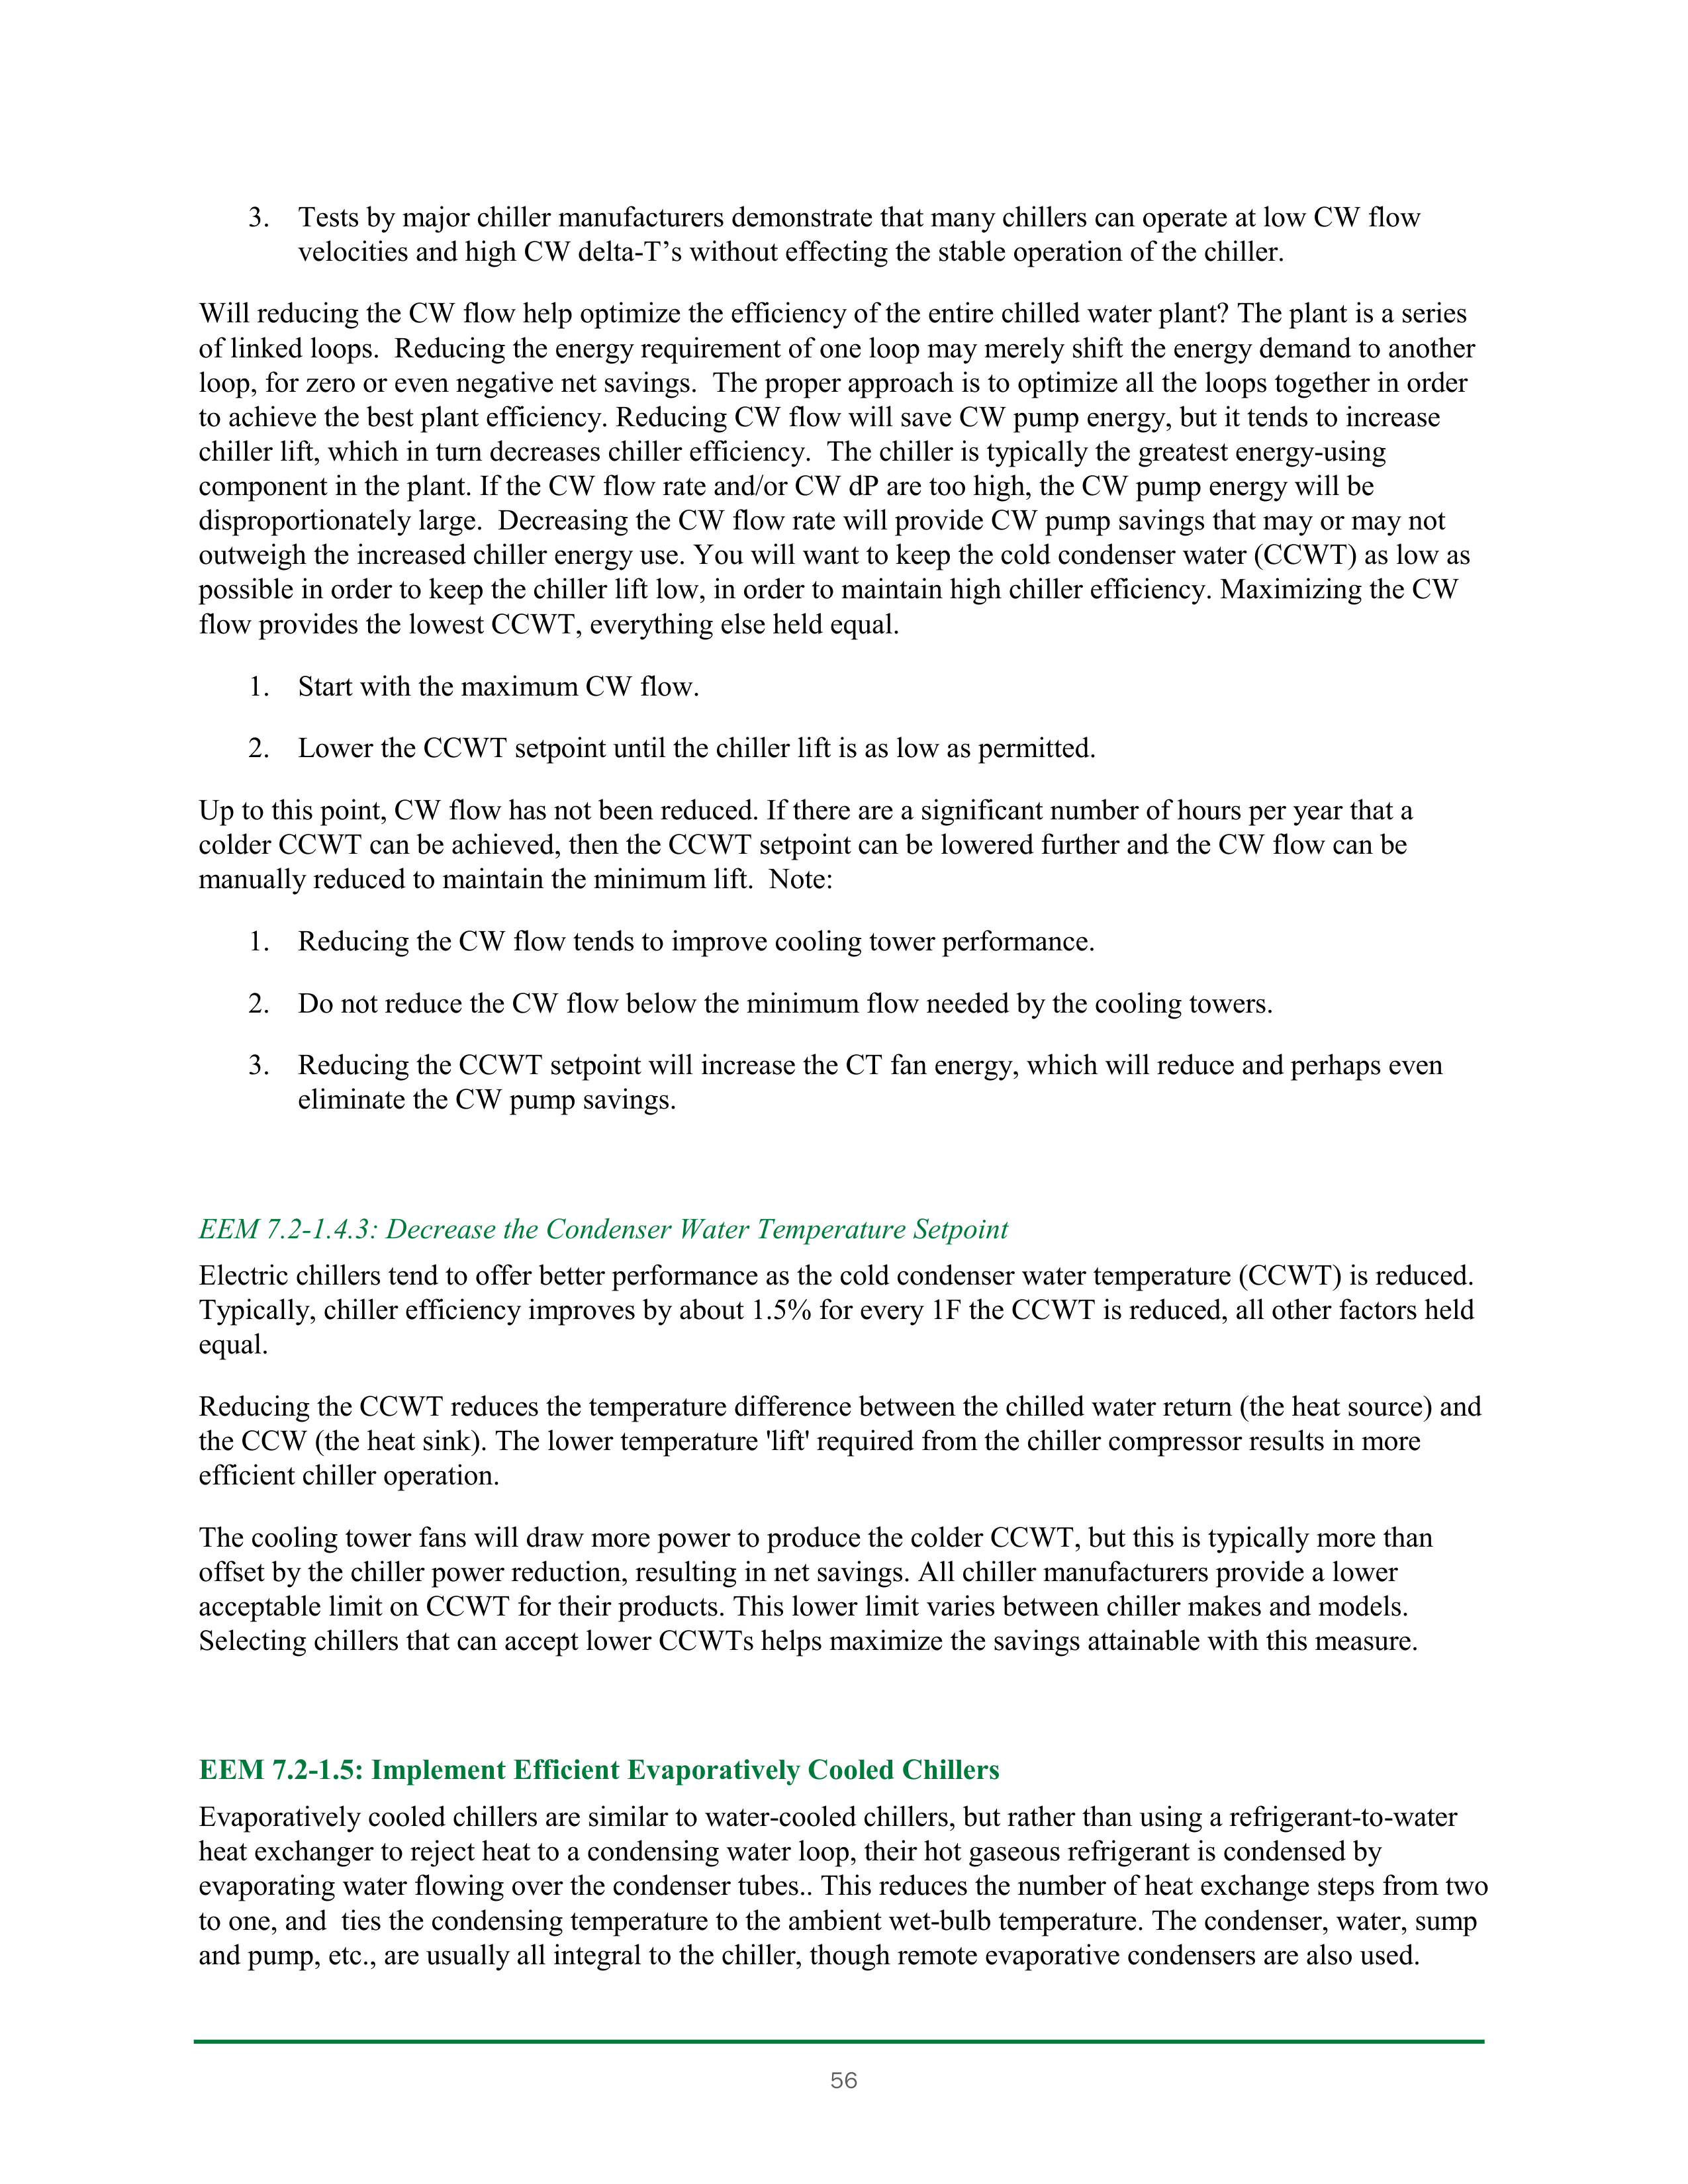 3. Tests by major chiller manufacturers demonstrate that many chillers can operate at low CW flow
velocities and high CW delta-T’s without effecting the stable operation of the chiller.
Will reducing the CW flow help optimize the efficiency of the entire chilled water plant? The plant is a series
of linked loops.  Reducing the energy requirement of one loop may merely shift the energy demand to another
loop, for zero or even negative net savings.  The proper approach is to optimize all the loops together in order
to achieve the best plant efficiency. Reducing CW flow will save CW pump energy, but it tends to increase
chiller lift, which in turn decreases chiller efficiency.  The chiller is typically the greatest energy-using
component in the plant. If the CW flow rate and/or CW dP are too high, the CW pump energy will be
disproportionately large.  Decreasing the CW flow rate will provide CW pump savings that may or may not
outweigh the increased chiller energy use. You will want to keep the cold condenser water (CCWT) as low as
possible in order to keep the chiller lift low, in order to maintain high chiller efficiency. Maximizing the CW
flow provides the lowest CCWT, everything else held equal.
1. Start with the maximum CW flow.
2. Lower the CCWT setpoint until the chiller lift is as low as permitted.
Up to this point, CW flow has not been reduced. If there are a significant number of hours per year that a
colder CCWT can be achieved, then the CCWT setpoint can be lowered further and the CW flow can be
manually reduced to maintain the minimum lift.  Note:
1. Reducing the CW flow tends to improve cooling tower performance.
2. Do not reduce the CW flow below the minimum flow needed by the cooling towers.
3. Reducing the CCWT setpoint will increase the CT fan energy, which will reduce and perhaps even
eliminate the CW pump savings.
EEM 7.2-1.4.3: Decrease the Condenser Water Temperature Setpoint
Electric chillers tend to offer better performance as the cold condenser water temperature (CCWT) is reduced.
Typically, chiller efficiency improves by about 1.5% for every 1F the CCWT is reduced, all other factors held
equal.
Reducing the CCWT reduces the temperature difference between the chilled water return (the heat source) and
the CCW (the heat sink). The lower temperature 'lift' required from the chiller compressor results in more
efficient chiller operation.
The cooling tower fans will draw more power to produce the colder CCWT, but this is typically more than
offset by the chiller power reduction, resulting in net savings. All chiller manufacturers provide a lower
acceptable limit on CCWT for their products. This lower limit varies between chiller makes and models.
Selecting chillers that can accept lower CCWTs helps maximize the savings attainable with this measure.
EEM 7.2-1.5: Implement Efficient Evaporatively Cooled Chillers
Evaporatively cooled chillers are similar to water-cooled chillers, but rather than using a refrigerant-to-water
heat exchanger to reject heat to a condensing water loop, their hot gaseous refrigerant is condensed by
evaporating water flowing over the condenser tubes.. This reduces the number of heat exchange steps from two
to one, and  ties the condensing temperature to the ambient wet-bulb temperature. The condenser, water, sump
and pump, etc., are usually all integral to the chiller, though remote evaporative condensers are also used.
56